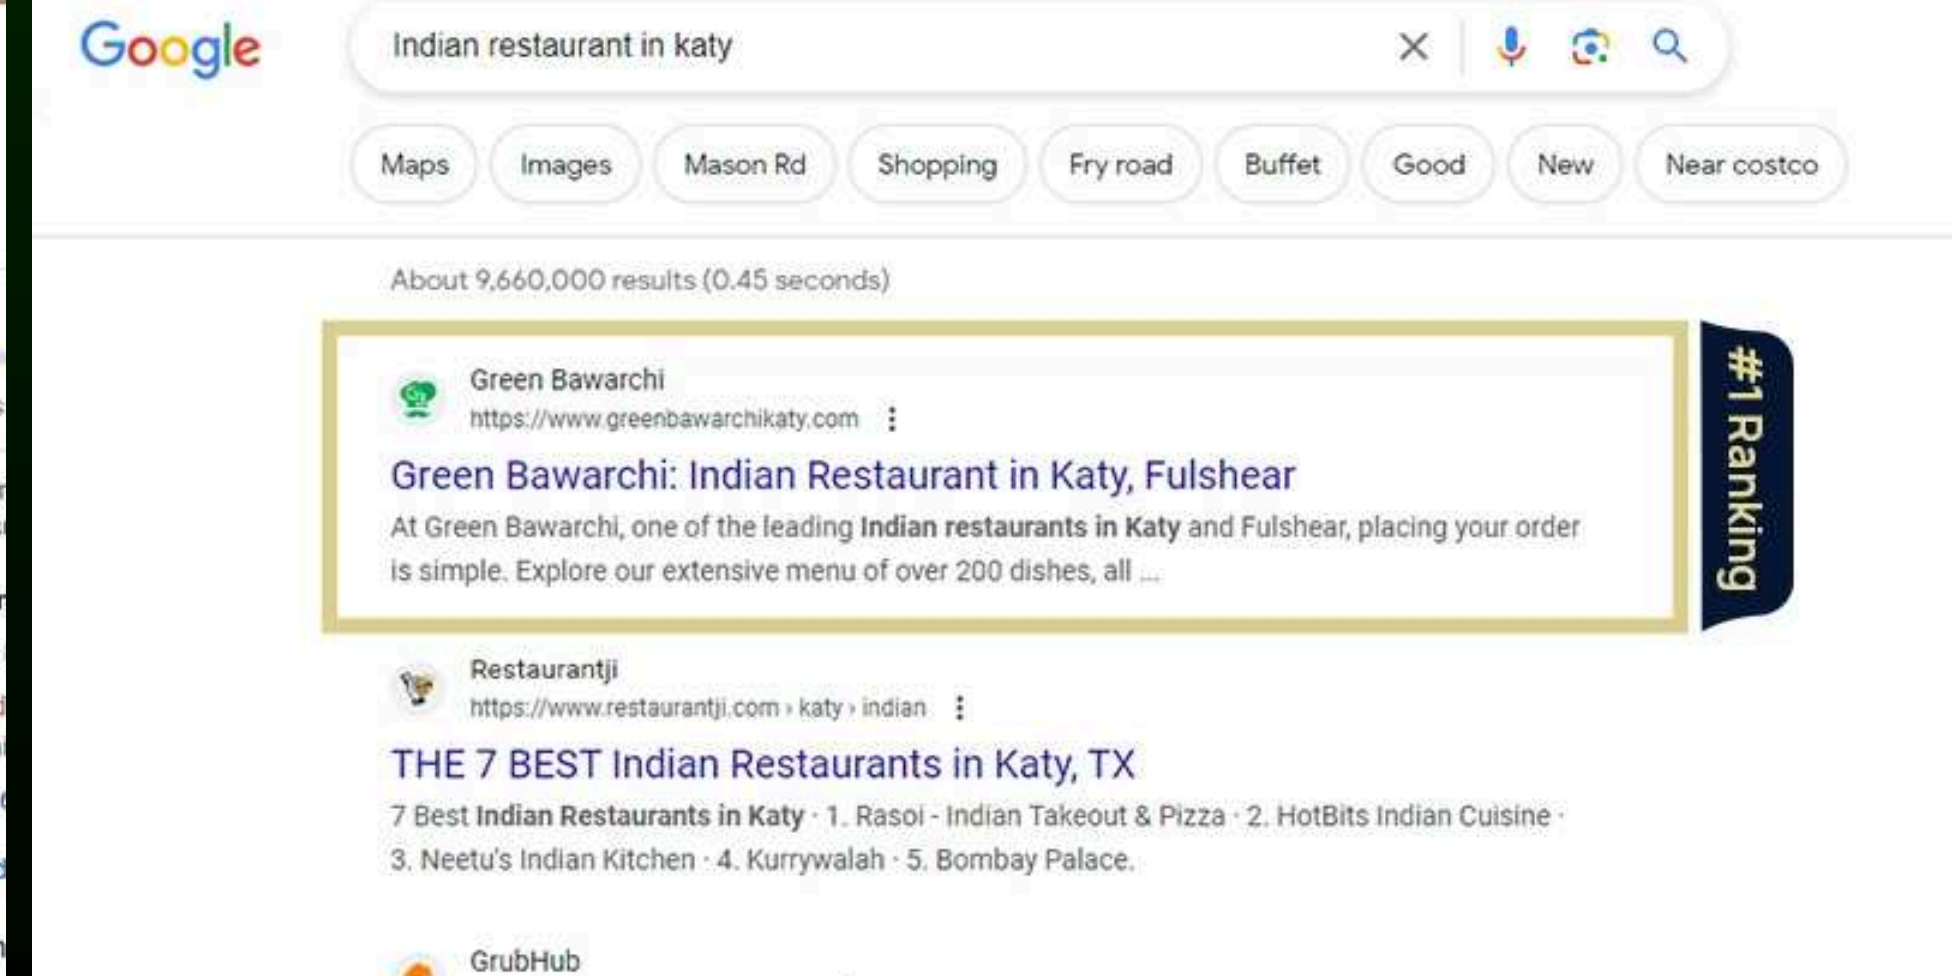 Google
Indian restaurant in katy
Maps Images Mason Rd Shopping Fry road Buffet Good New Near costco
About 9,660,000 results (0.45 seconds)
Green Bawarchi
https://www.greenbawarchikaty.com
Green Bawarchi: Indian Restaurant in Katy, Fulshear
At Green Bawarchi, one of the leading Indian restaurants in Katy and Fulshear, placing your order
is simple. Explore our extensive menu of over 200 dishes, all ...
#1 Ranking
Restaurantji
https://www.restaurantji.com › katy › indian
THE 7 BEST Indian Restaurants in Katy, TX
7 Best Indian Restaurants in Katy · 1. Rasoi - Indian Takeout & Pizza · 2. HotBits Indian Cuisine ·
3. Neetu's Indian Kitchen · 4. Kurrywalah · 5. Bombay Palace.
GrubHub